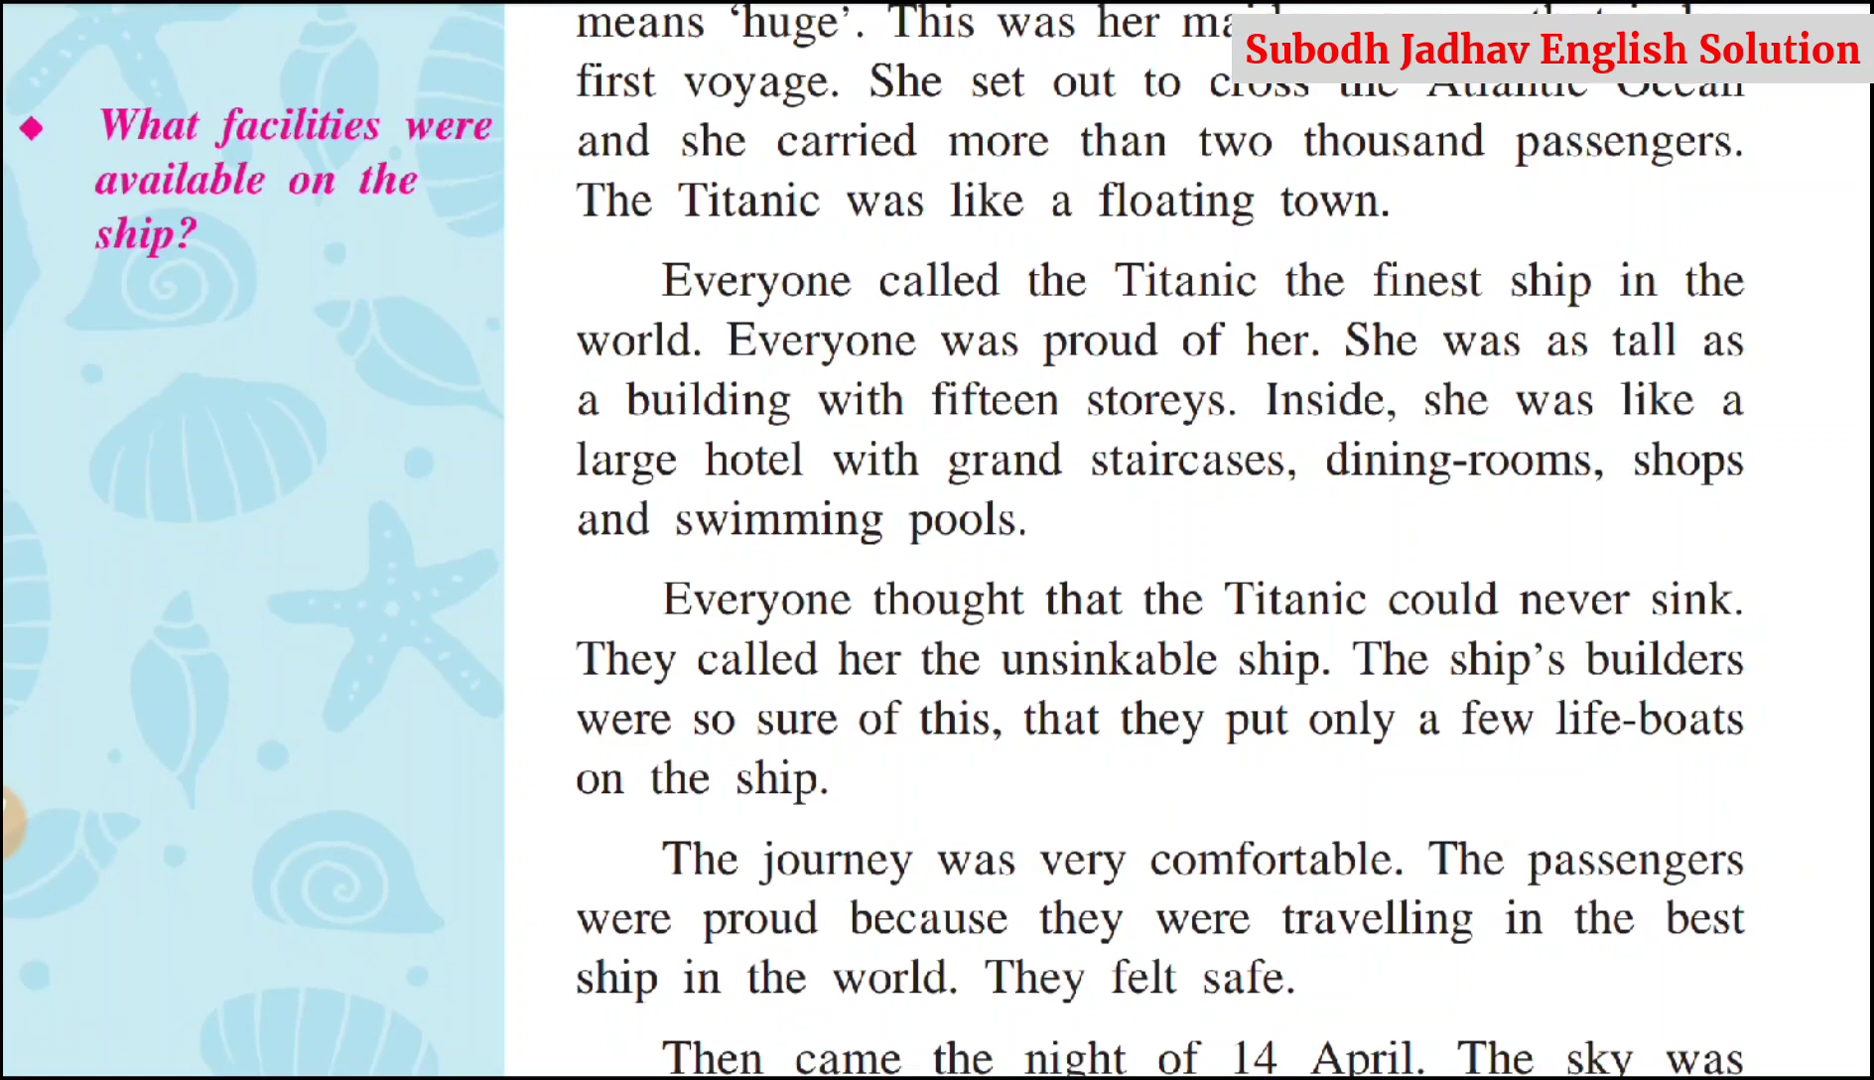 means ‘huge’. This was her
Subodh Jadhav English Solution
first voyage. She set out to cross the Atlantic Ocean
and she carried more than two thousand passengers.
The Titanic was like a floating town.
What facilities were
available on the
ship?
Everyone called the Titanic the finest ship in the
world. Everyone was proud of her. She was as tall as
a building with fifteen storeys. Inside, she was like a
large hotel with grand staircases, dining-rooms, shops
and swimming pools.
Everyone thought that the Titanic could never sink.
They called her the unsinkable ship. The ship’s builders
were so sure of this, that they put only a few life-boats
on the ship.
The journey was very comfortable. The passengers
were proud because they were travelling in the best
ship in the world. They felt safe.
Then came the night of 14 April. The sky was